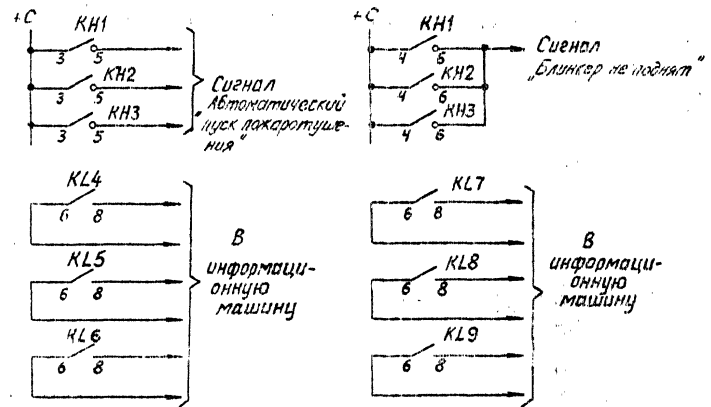 +C
KH1
3 5
KH2
3 5
KH3
3 5
Сигнал
Автоматический
"пуск пожаротуше-
ния"
+C
KH1
4 6
KH2
4 6
KH3
4 6
Сигнал
"Блинкер не поднят"
KL4
6 8
KL5
6 8
KL6
6 8
В
информаци-
онную
машину
KL7
6 8
KL8
6 8
KL9
6 8
В
информаци-
онную
машину